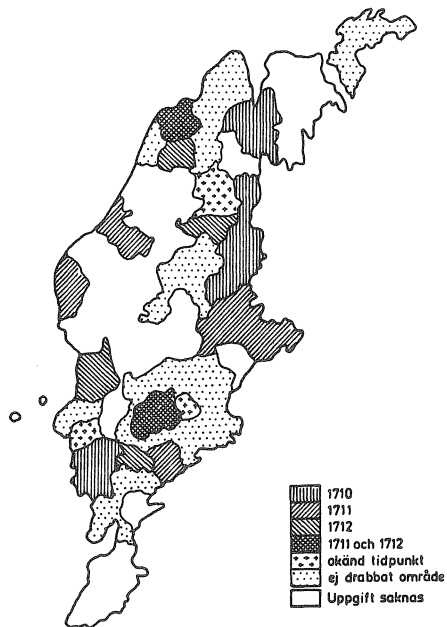 1710
1711
1712
1711 och 1712
okänd tidpunkt
ej drabbat område
Uppgift saknas